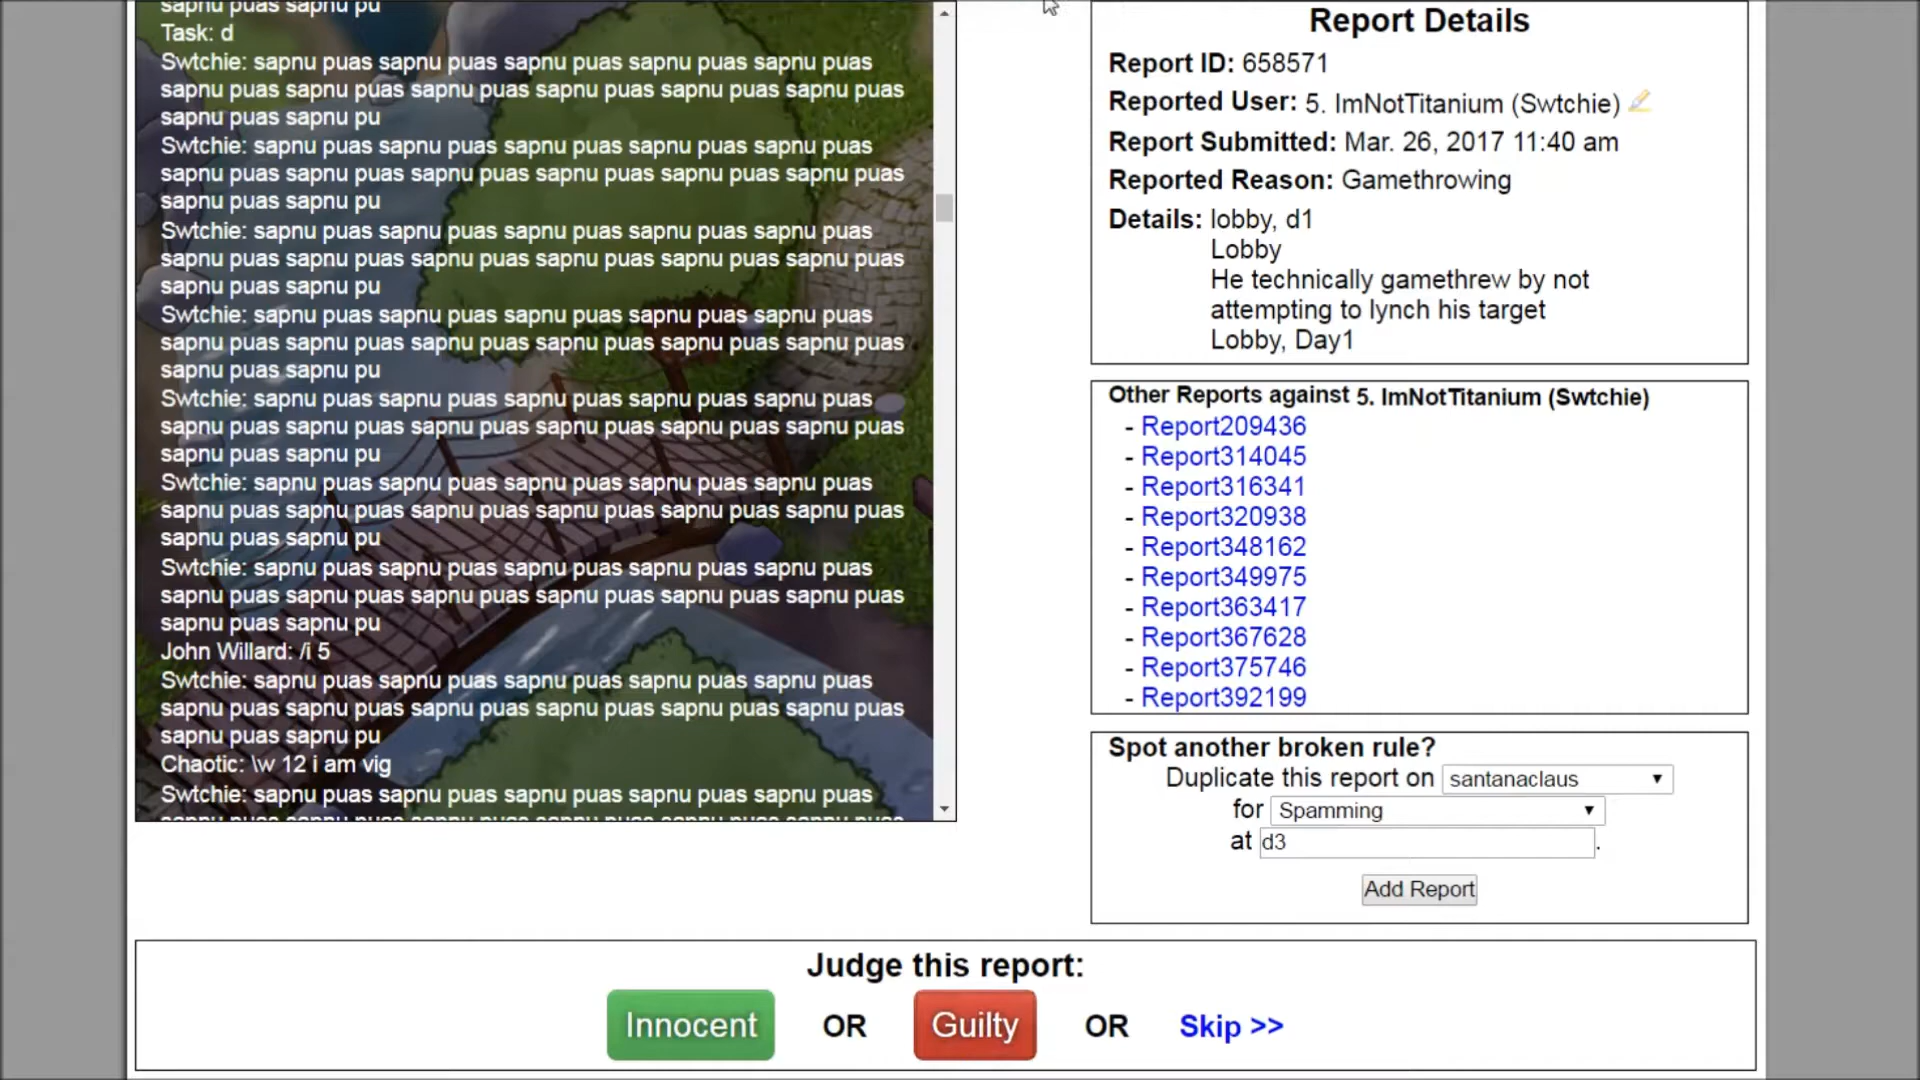 sapnu puas sapnu pu
Task: d
Swtchie: sapnu puas sapnu puas sapnu puas sapnu puas sapnu puas
sapnu puas sapnu puas sapnu puas sapnu puas sapnu puas sapnu puas
sapnu puas sapnu pu
Swtchie: sapnu puas sapnu puas sapnu puas sapnu puas sapnu puas
sapnu puas sapnu puas sapnu puas sapnu puas sapnu puas sapnu puas
sapnu puas sapnu pu
Swtchie: sapnu puas sapnu puas sapnu puas sapnu puas sapnu puas
sapnu puas sapnu puas sapnu puas sapnu puas sapnu puas sapnu puas
sapnu puas sapnu pu
Swtchie: sapnu puas sapnu puas sapnu puas sapnu puas sapnu puas
sapnu puas sapnu puas sapnu puas sapnu puas sapnu puas sapnu puas
sapnu puas sapnu pu
Swtchie: sapnu puas sapnu puas sapnu puas sapnu puas sapnu puas
sapnu puas sapnu puas sapnu puas sapnu puas sapnu puas sapnu puas
sapnu puas sapnu pu
Swtchie: sapnu puas sapnu puas sapnu puas sapnu puas sapnu puas
sapnu puas sapnu puas sapnu puas sapnu puas sapnu puas sapnu puas
sapnu puas sapnu pu
Swtchie: sapnu puas sapnu puas sapnu puas sapnu puas sapnu puas
sapnu puas sapnu puas sapnu puas sapnu puas sapnu puas sapnu puas
sapnu puas sapnu pu
John Willard: /i 5
Swtchie: sapnu puas sapnu puas sapnu puas sapnu puas sapnu puas
sapnu puas sapnu puas sapnu puas sapnu puas sapnu puas sapnu puas
sapnu puas sapnu pu
Chaotic: \w 12 i am vig
Swtchie: sapnu puas sapnu puas sapnu puas sapnu puas sapnu puas
Report Details
Report ID: 658571
Reported User: 5. ImNotTitanium (Swtchie)
Report Submitted: Mar. 26, 2017 11:40 am
Reported Reason: Gamethrowing
Details: lobby, d1
Lobby
He technically gamethrew by not
attempting to lynch his target
Lobby, Day1
Other Reports against 5. ImNotTitanium (Swtchie)
- Report209436
- Report314045
- Report316341
- Report320938
- Report348162
- Report349975
- Report363417
- Report367628
- Report375746
- Report392199
Spot another broken rule?
Duplicate this report on santanaclaus
for Spamming
at d3 .
Add Report
Judge this report:
Innocent OR Guilty OR Skip >>